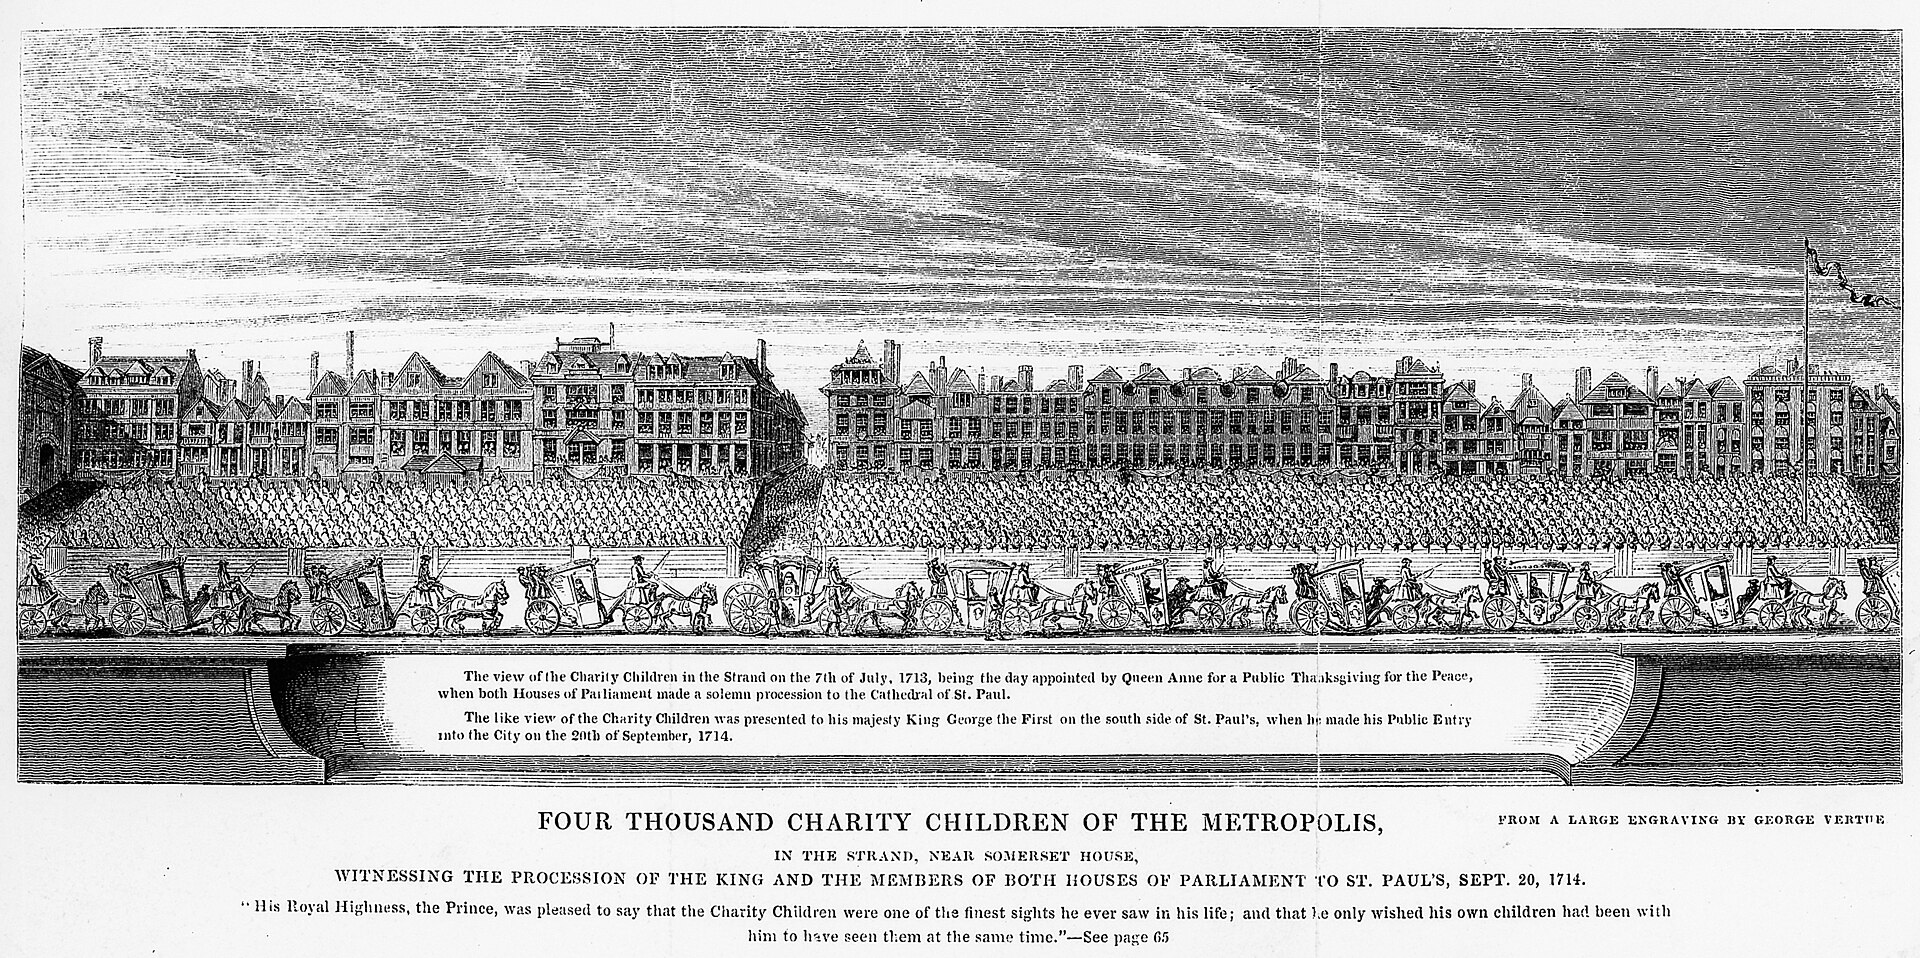 The view of the Charity Children in the Strand on the 7th of July, 1713, being the day appointed by Queen Anne for a Public Thanksgiving for the Peace,
when both Houses of Parliament made a solemn procession to the Cathedral of St. Paul.
The like view of the Charity Children was presented to his majesty King George the First on the south side of St. Paul's, when he made his Public Entry
into the City on the 20th of September, 1714.
FOUR THOUSAND CHARITY CHILDREN OF THE METROPOLIS,
FROM A LARGE ENGRAVING BY GEORGE VERTUE
IN THE STRAND, NEAR SOMERSET HOUSE,
WITNESSING THE PROCESSION OF THE KING AND THE MEMBERS OF BOTH HOUSES OF PARLIAMENT TO ST. PAUL'S, SEPT. 20, 1714.
"His Royal Highness, the Prince, was pleased to say that the Charity Children were one of the finest sights he ever saw in his life; and that he only wished his own children had been with
him to have seen them at the same time."—See page 65